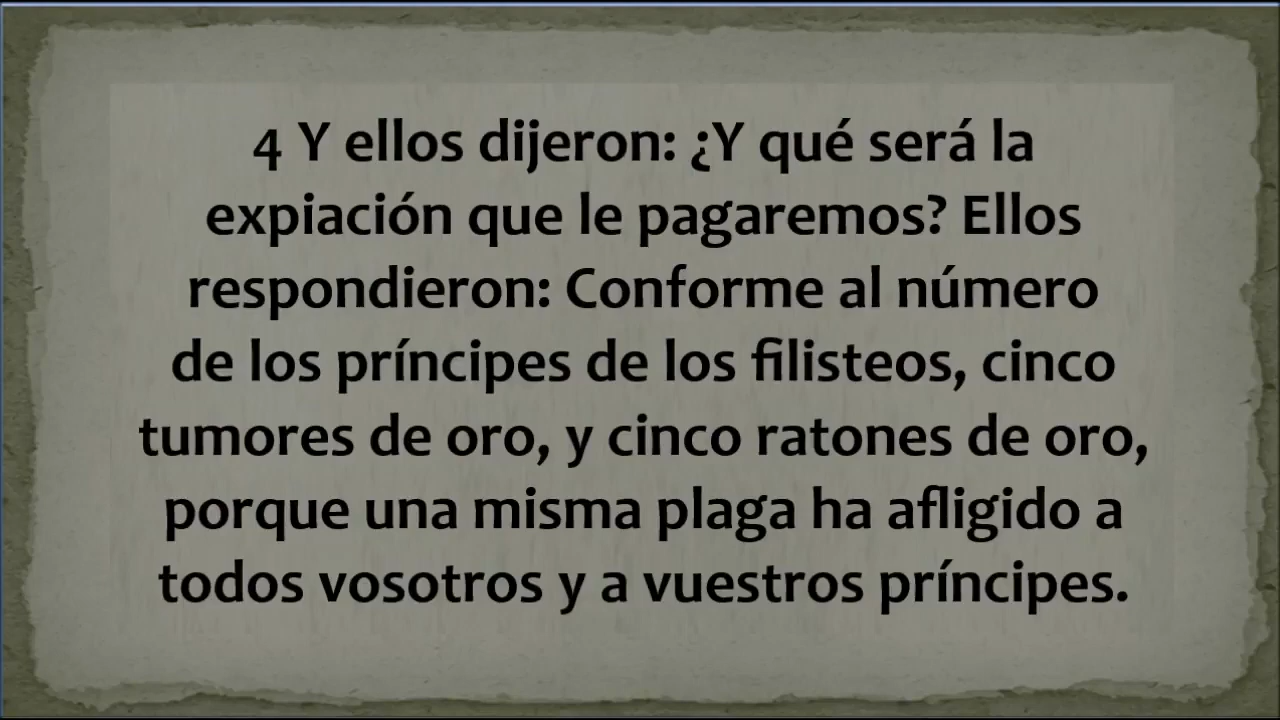 4 Y ellos dijeron: ¿Y qué será la
expiación que le pagaremos? Ellos
respondieron: Conforme al número
de los príncipes de los filisteos, cinco
tumores de oro, y cinco ratones de oro,
porque una misma plaga ha afligido a
todos vosotros y a vuestros príncipes.